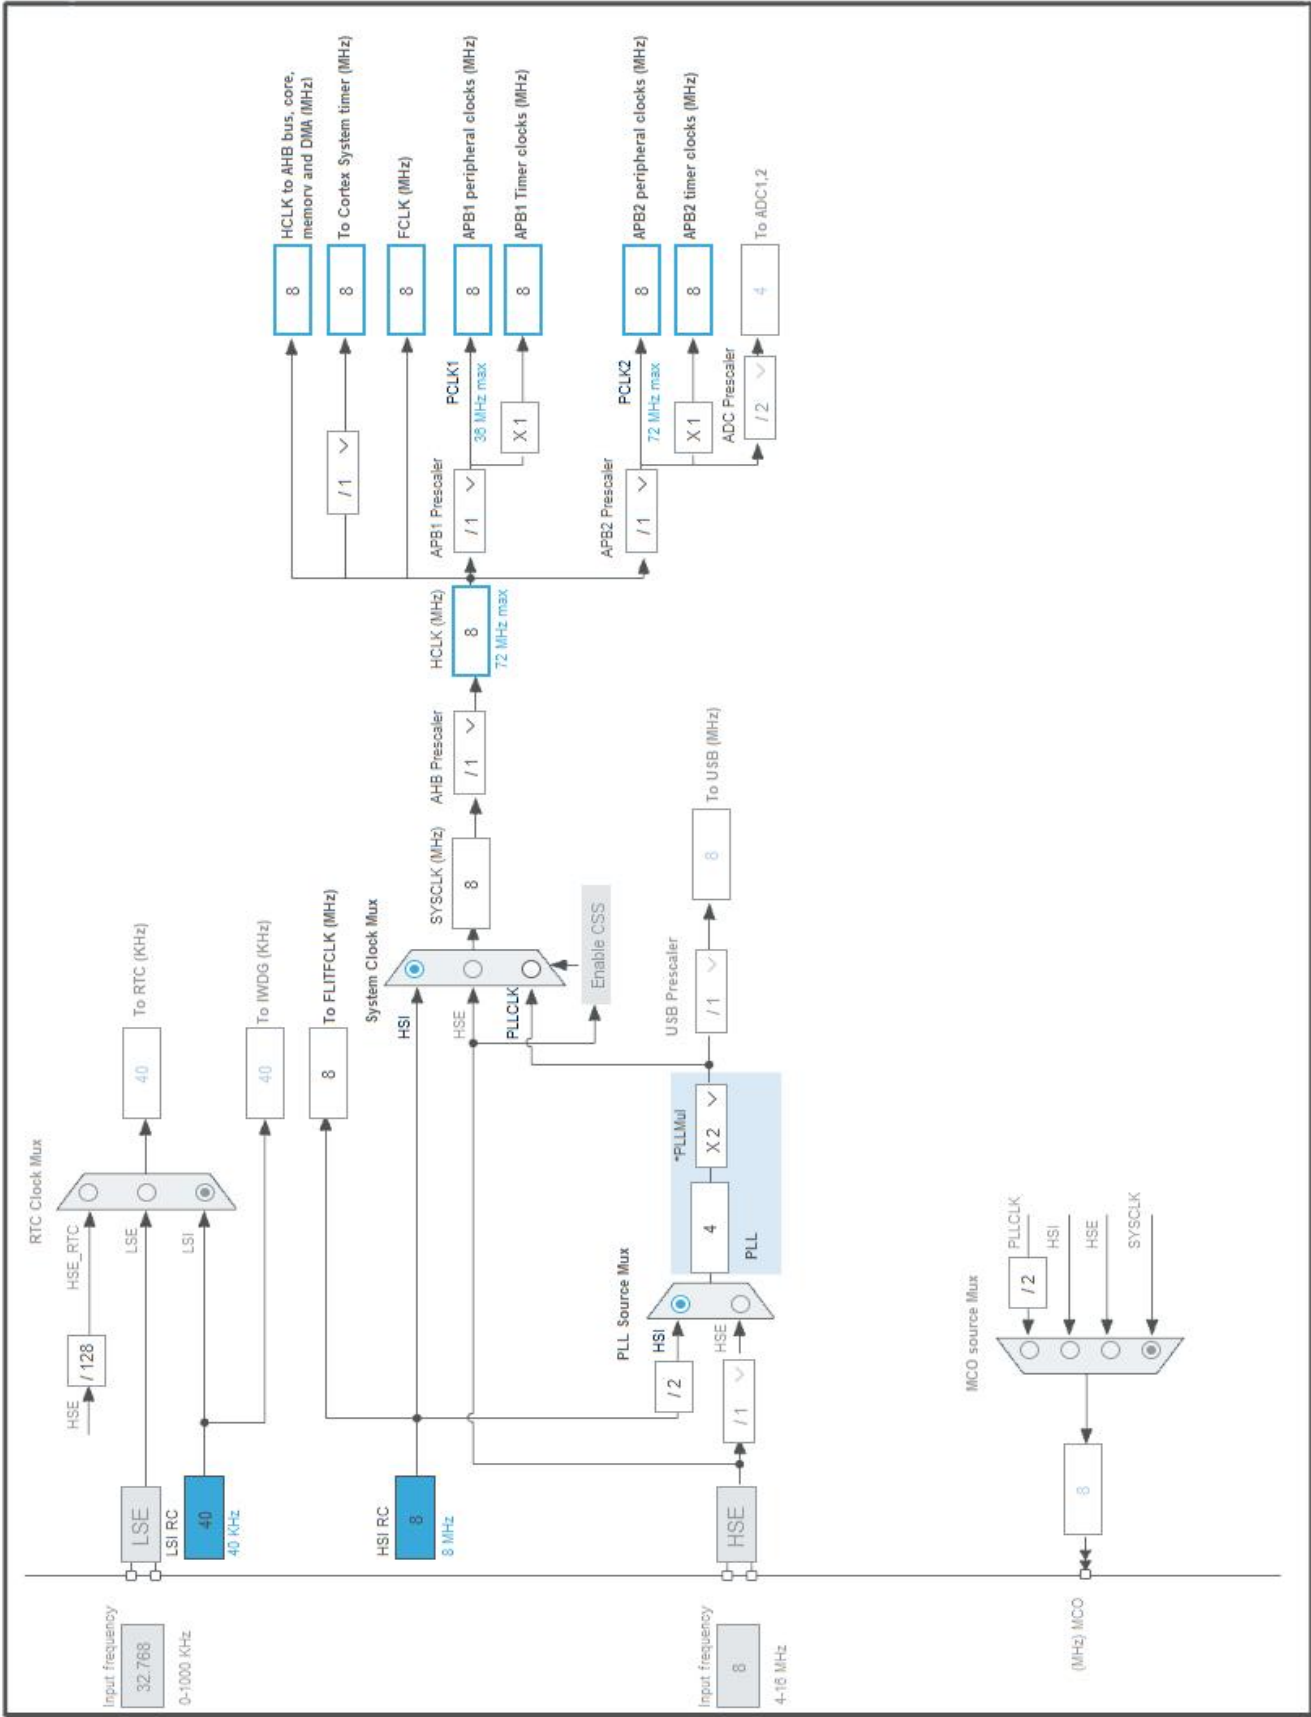 RTC Clock Mux
HSE
/ 128
HSE_RTC
LSE
LSI
40
To RTC (KHz)
Input frequency
32.768
0-1000 KHz
LSE
LSI RC
40
40 KHz
40
To IWDG (KHz)
8
To FLITFCLK (MHz)
HSI RC
8
8 MHz
System Clock Mux
HSI
HSE
PLLCLK
Enable CSS
SYSCLK (MHz)
8
AHB Prescaler
/ 1
HCLK (MHz)
8
72 MHz max
8
HCLK to AHB bus, core,
memory and DMA (MHz)
/ 1
8
To Cortex System timer (MHz)
8
FCLK (MHz)
APB1 Prescaler
/ 1
PCLK1
36 MHz max
8
APB1 peripheral clocks (MHz)
X 1
8
APB1 Timer clocks (MHz)
APB2 Prescaler
/ 1
PCLK2
72 MHz max
8
APB2 peripheral clocks (MHz)
X 1
8
APB2 timer clocks (MHz)
ADC Prescaler
/ 2
4
To ADC1,2
PLL Source Mux
/ 2
HSI
HSE
/ 1
4
*PLLMul
X 2
PLL
USB Prescaler
/ 1
8
To USB (MHz)
Input frequency
8
4-16 MHz
HSE
MCO source Mux
/ 2
PLLCLK
HSI
HSE
SYSCLK
8
(MHz) MCO